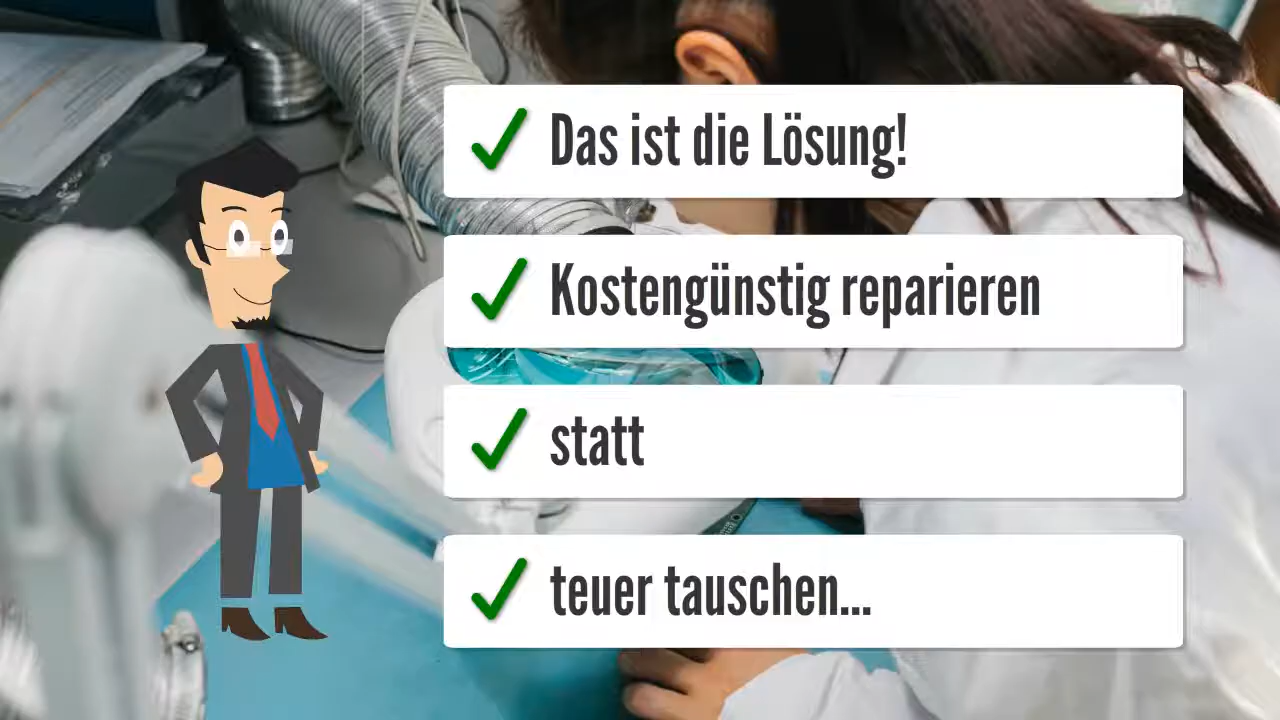 Das ist die Lösung!
Kostengünstig reparieren
statt
teuer tauschen...